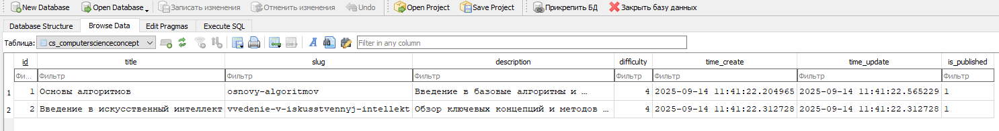 New Database Open Database Записать изменения Отменить изменения Undo Open Project Save Project Прикрепить БД Закрыть базу данных
Database Structure Browse Data Edit Pragmas Execute SQL
Таблица: cs_computerscienceconcept Filter in any column
id title slug description difficulty time_create time_update is_published
Фи... Фильтр Фильтр Фильтр Фильтр Фильтр Фильтр Фильтр
1 1 Основы алгоритмов osnovy-algoritmov Введение в базовые алгоритмы и … 4 2025-09-14 11:41:22.204965 2025-09-14 11:41:22.565229 1
2 2 Введение в искусственный интеллект vvedenie-v-iskusstvennyj-intellekt Обзор ключевых концепций и методов … 4 2025-09-14 11:41:22.312728 2025-09-14 11:41:22.312728 1